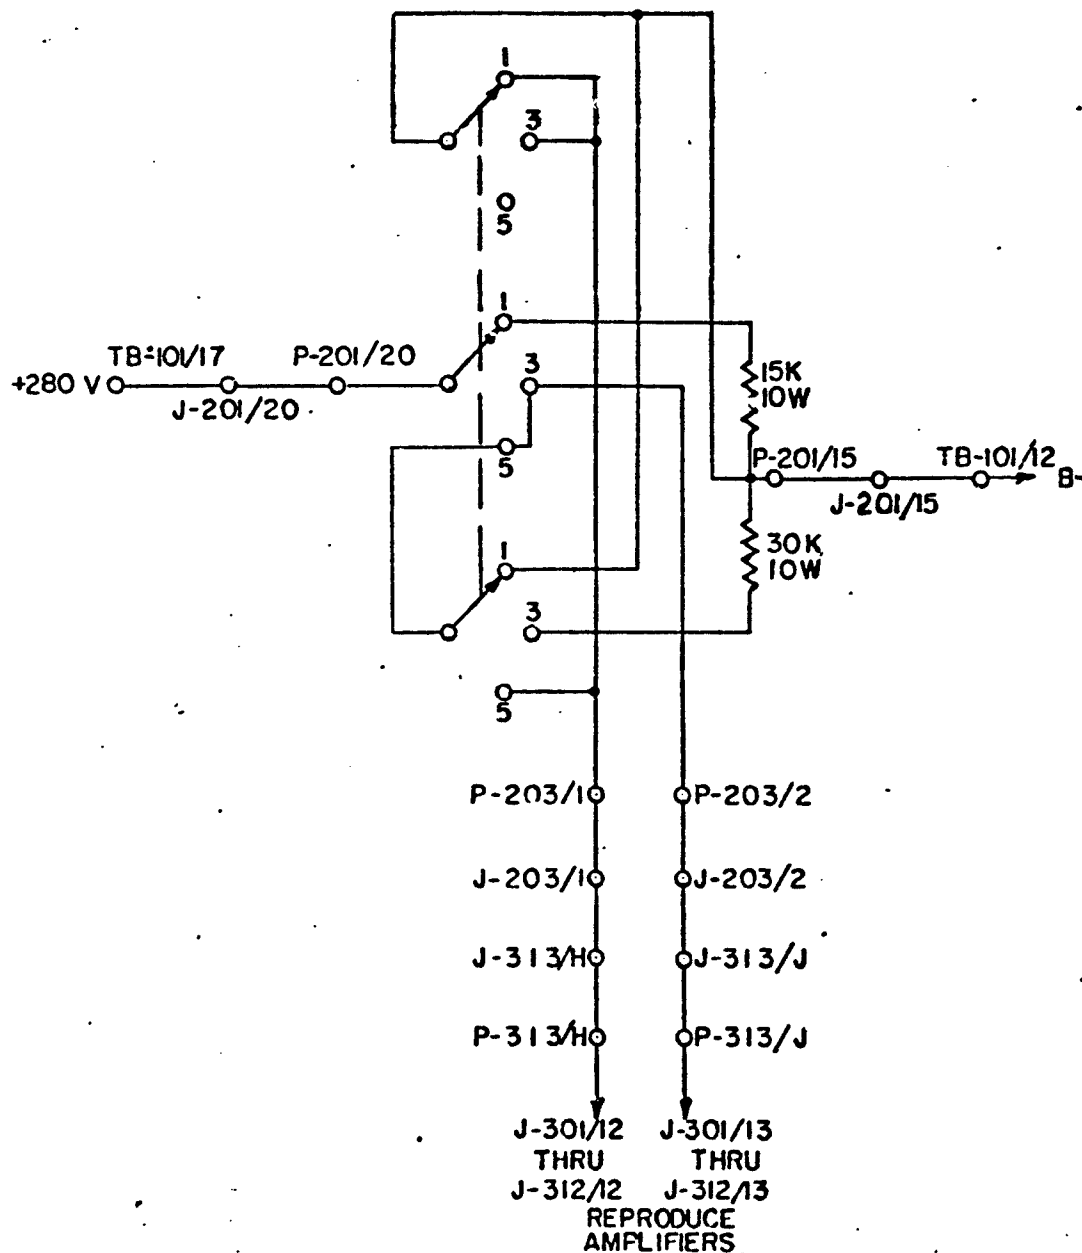 1
3
5
1
TB-101/17
P-201/20
3
+280 V
J-201/20
15K
10W
5
P-201/15
TB-101/12
B-
J-201/15
1
30K
10W
3
5
P-203/1
P-203/2
J-203/1
J-203/2
J-313/H
J-313/J
P-313/H
P-313/J
J-301/12
J-301/13
THRU
THRU
J-312/12
J-312/13
REPRODUCE
AMPLIFIERS